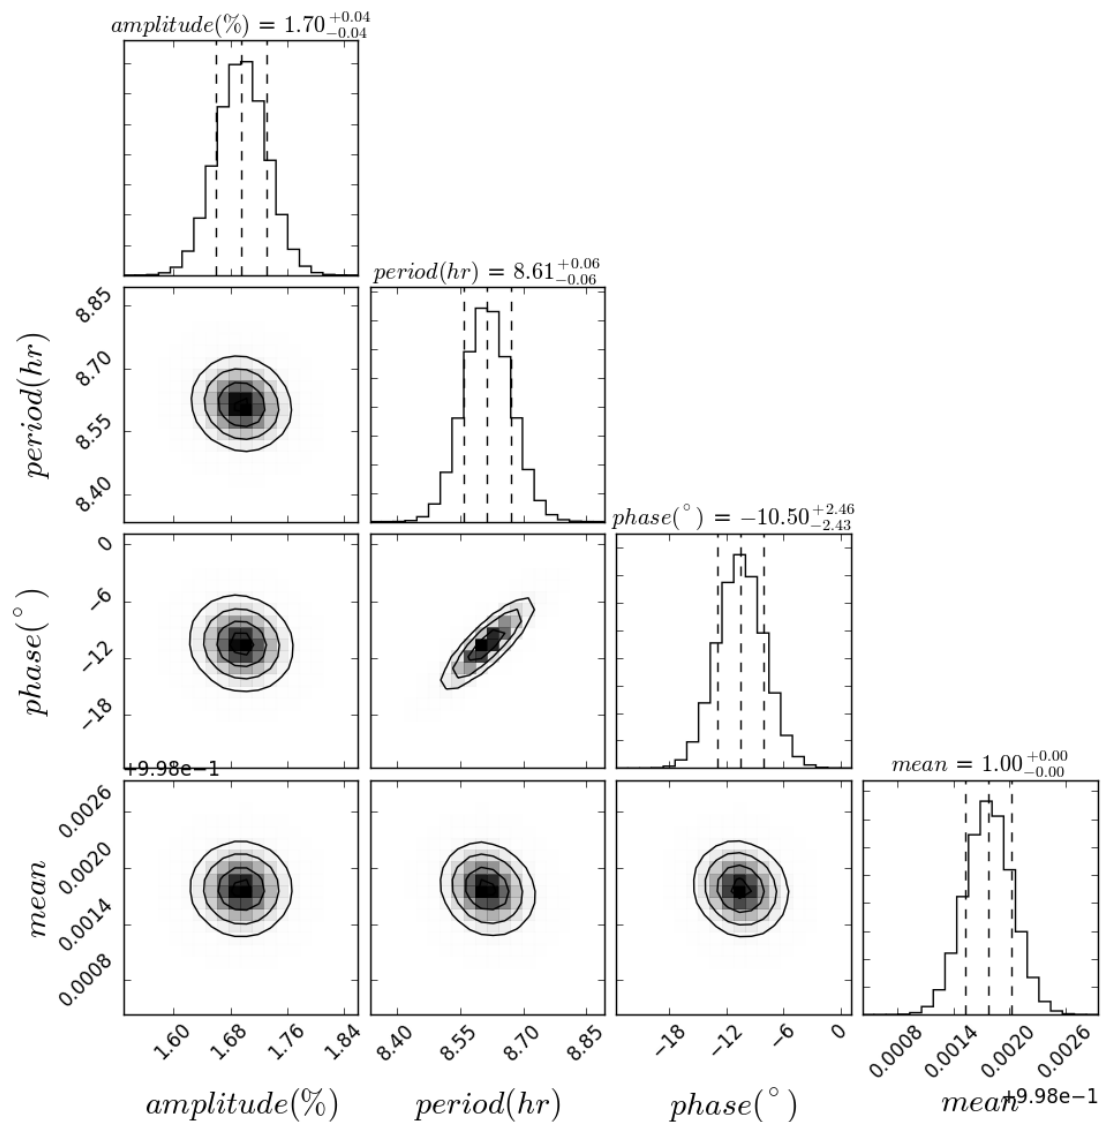 amplitude(%) = 1.70 +0.04 −0.04
period(hr) = 8.61 +0.06 −0.06
8.85
8.70
8.55
8.40
period(hr)
phase(°) = −10.50 +2.46 −2.43
0
−6
−12
−18
phase(°)
+9.98e−1
mean = 1.00 +0.00 −0.00
0.0026
0.0020
0.0014
0.0008
mean
1.60 1.68 1.76 1.84
8.40 8.55 8.70 8.85
−18 −12 −6 0
0.0008 0.0014 0.0020 0.0026
+9.98e−1
amplitude(%) period(hr) phase(°) mean